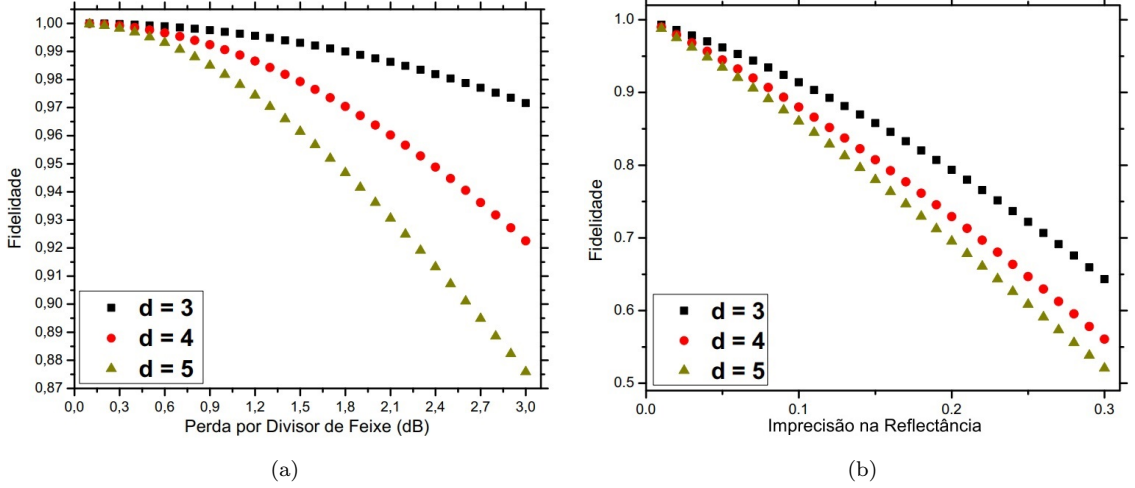 Fidelidade
1,00
0,99
0,98
0,97
0,96
0,95
0,94
0,93
0,92
0,91
0,90
0,89
0,88
0,87
d = 3
d = 4
d = 5
0,0 0,3 0,6 0,9 1,2 1,5 1,8 2,1 2,4 2,7 3,0
Perda por Divisor de Feixe (dB)
(a)
Fidelidade
1.0
0.9
0.8
0.7
0.6
0.5
d = 3
d = 4
d = 5
0.0 0.1 0.2 0.3
Imprecisão na Reflectância
(b)